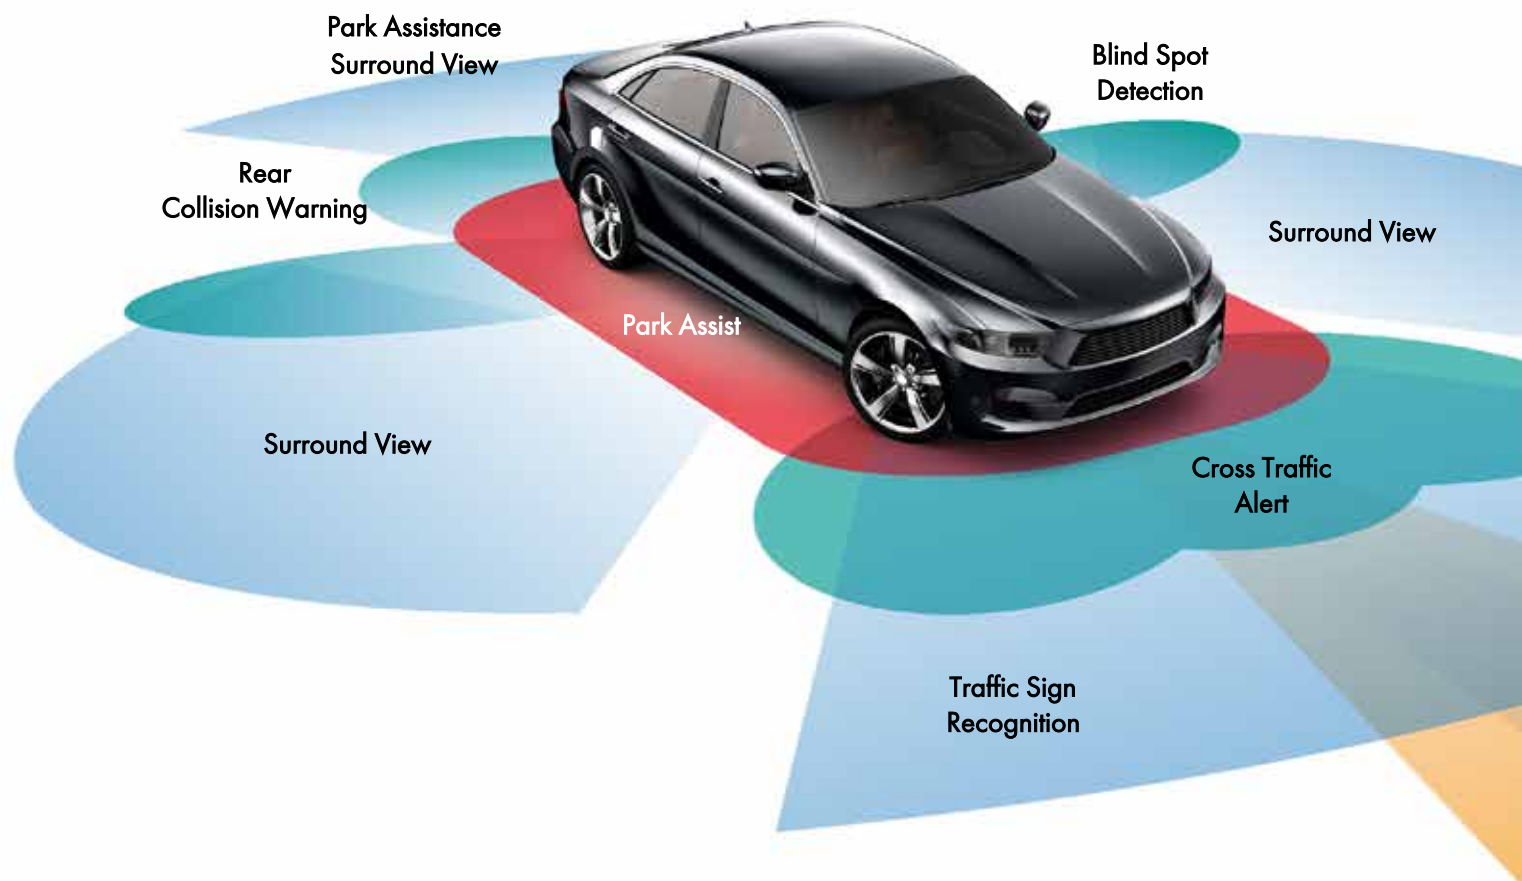 Park Assistance
Surround View
Blind Spot
Detection
Rear
Collision Warning
Surround View
Park Assist
Surround View
Cross Traffic
Alert
Traffic Sign
Recognition